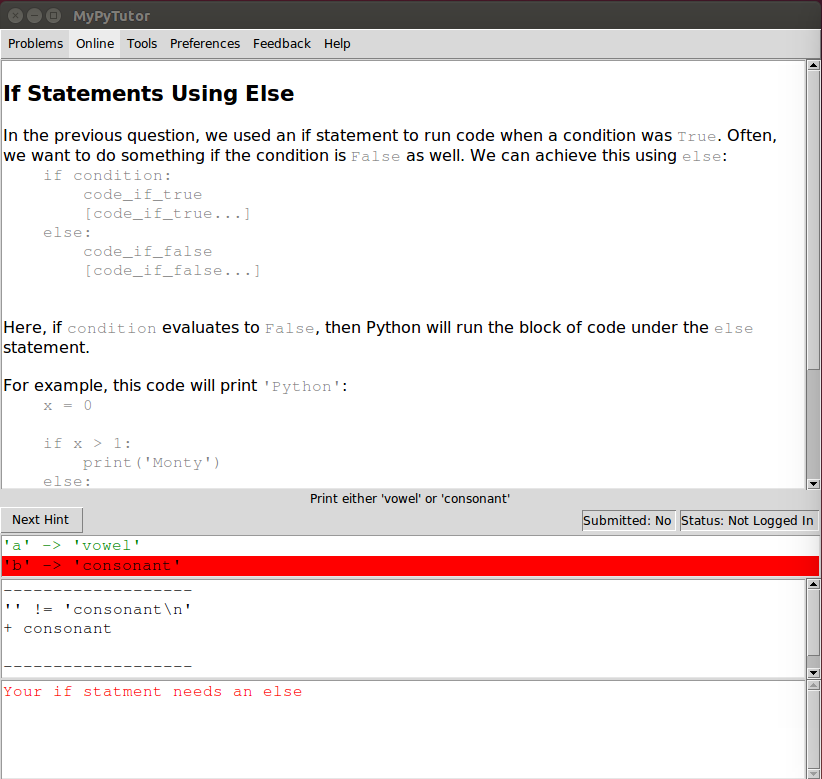 MyPyTutor
Problems Online Tools Preferences Feedback Help
If Statements Using Else
In the previous question, we used an if statement to run code when a condition was True. Often,
we want to do something if the condition is False as well. We can achieve this using else:
if condition:
code_if_true
[code_if_true...]
else:
code_if_false
[code_if_false...]
Here, if condition evaluates to False, then Python will run the block of code under the else
statement.
For example, this code will print 'Python':
x = 0
if x > 1:
print('Monty')
else:
Print either 'vowel' or 'consonant'
Next Hint Submitted: No Status: Not Logged In
'a' -> 'vowel'
'b' -> 'consonant'
-------------------
'' != 'consonant\n'
+ consonant
-------------------
Your if statment needs an else